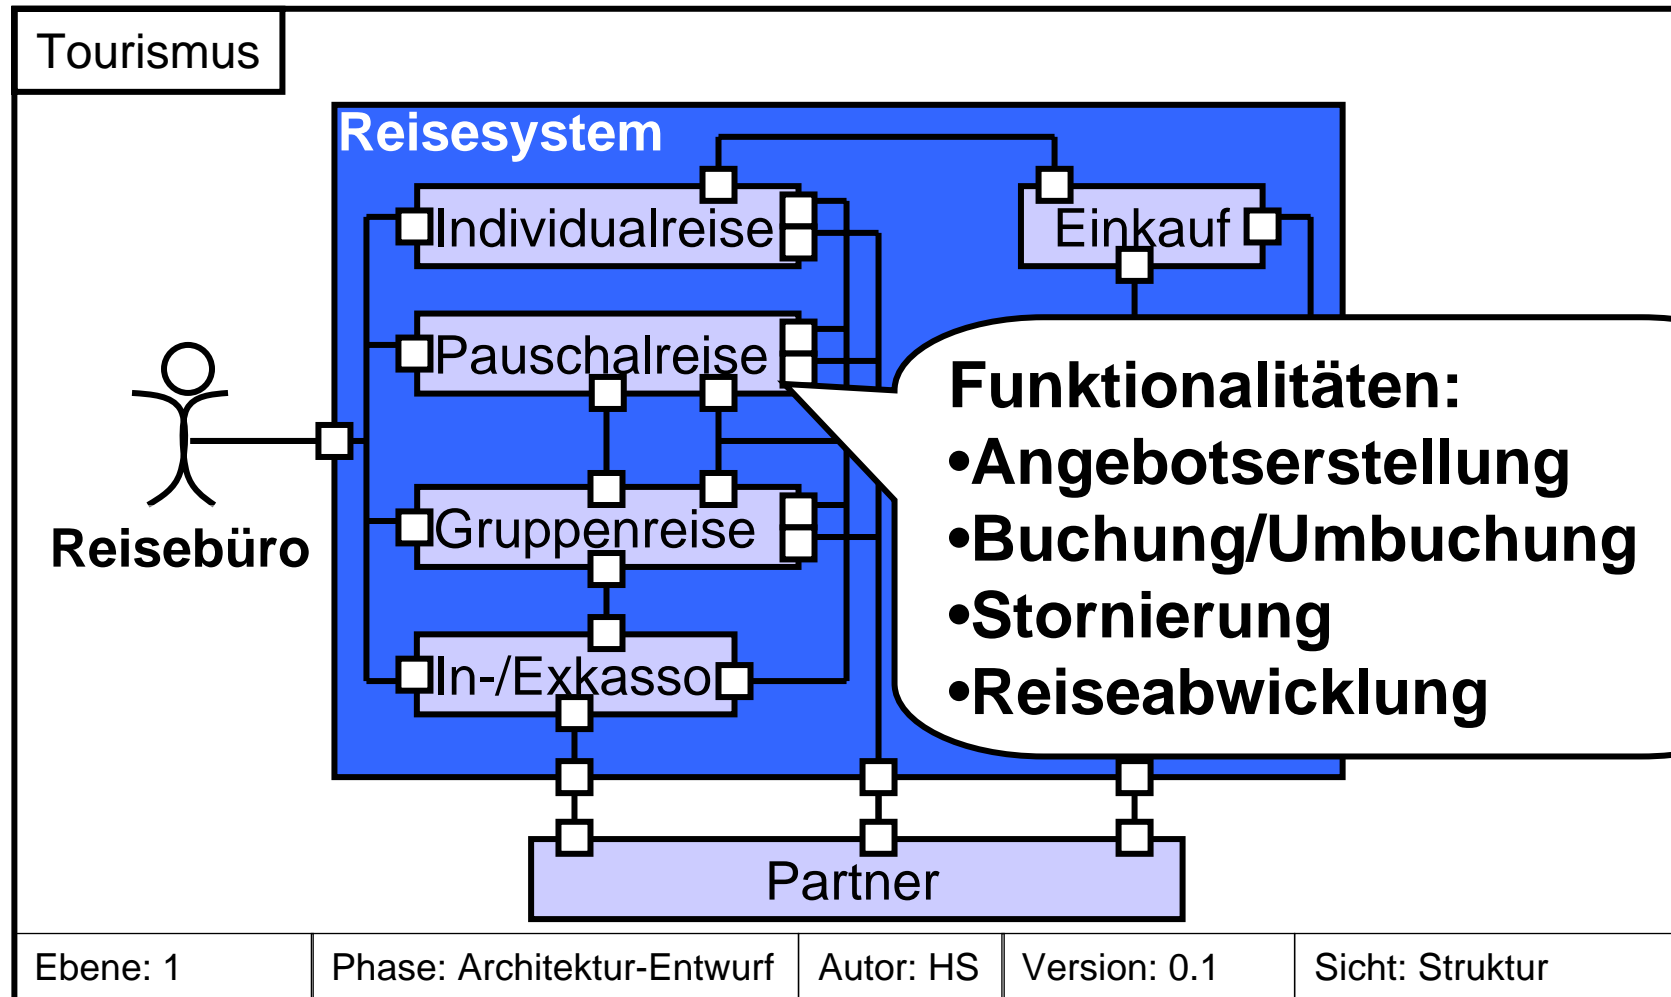 Tourismus
Reisesystem
Individualreise
Einkauf
Pauschalreise
Funktionalitäten:
•Angebotserstellung
•Buchung/Umbuchung
•Stornierung
•Reiseabwicklung
Gruppenreise
Reisebüro
In-/Exkasso
Partner
Ebene: 1
Phase: Architektur-Entwurf
Autor: HS
Version: 0.1
Sicht: Struktur